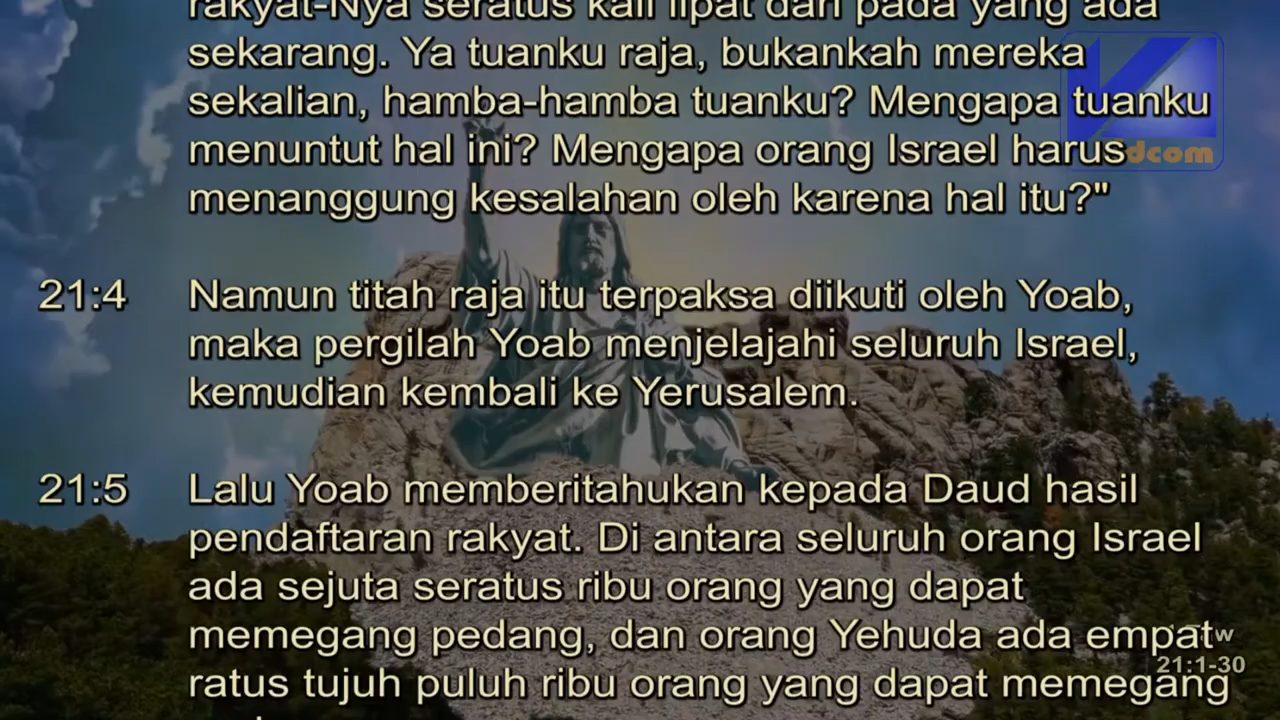 rakyat-Nya seratus kali lipat dari pada yang ada
sekarang. Ya tuanku raja, bukankah mereka
sekalian, hamba-hamba tuanku? Mengapa tuanku
menuntut hal ini? Mengapa orang Israel harus
dcom
menanggung kesalahan oleh karena hal itu?"
21:4 Namun titah raja itu terpaksa diikuti oleh Yoab,
maka pergilah Yoab menjelajahi seluruh Israel,
kemudian kembali ke Yerusalem.
21:5 Lalu Yoab memberitahukan kepada Daud hasil
pendaftaran rakyat. Di antara seluruh orang Israel
ada sejuta seratus ribu orang yang dapat
memegang pedang, dan orang Yehuda ada empat
ratus tujuh puluh ribu orang yang dapat memegang
21:1-30